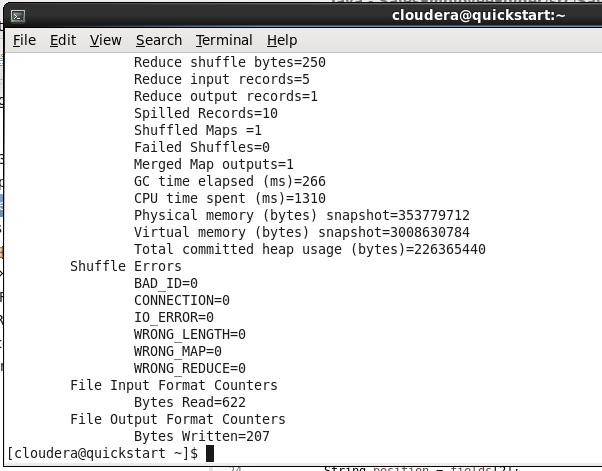 cloudera@quickstart:~
File Edit View Search Terminal Help
Reduce shuffle bytes=250
Reduce input records=5
Reduce output records=1
Spilled Records=10
Shuffled Maps =1
Failed Shuffles=0
Merged Map outputs=1
GC time elapsed (ms)=266
CPU time spent (ms)=1310
Physical memory (bytes) snapshot=353779712
Virtual memory (bytes) snapshot=3008630784
Total committed heap usage (bytes)=226365440
Shuffle Errors
BAD_ID=0
CONNECTION=0
IO_ERROR=0
WRONG_LENGTH=0
WRONG_MAP=0
WRONG_REDUCE=0
File Input Format Counters
Bytes Read=622
File Output Format Counters
Bytes Written=207
[cloudera@quickstart ~]$
String position = fields[2];